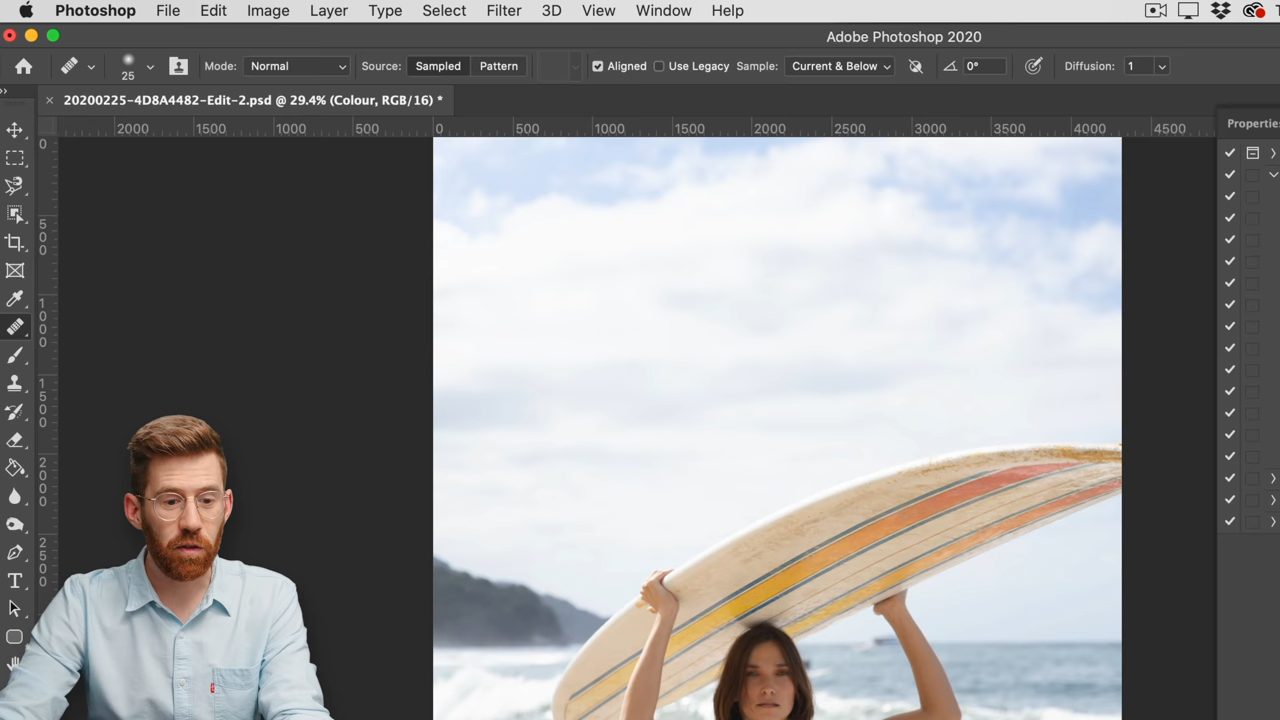 Photoshop File Edit Image Layer Type Select Filter 3D View Window Help
Adobe Photoshop 2020
25 Mode: Normal Source: Sampled Pattern Aligned Use Legacy Sample: Current & Below 0° Diffusion: 1
× 20200225-4D8A4482-Edit-2.psd @ 29.4% (Colour, RGB/16) *
2000 1500 1000 500 0 500 1000 1500 2000 2500 3000 3500 4000 4500
Properties
0
500
1000
1500
2000
2500